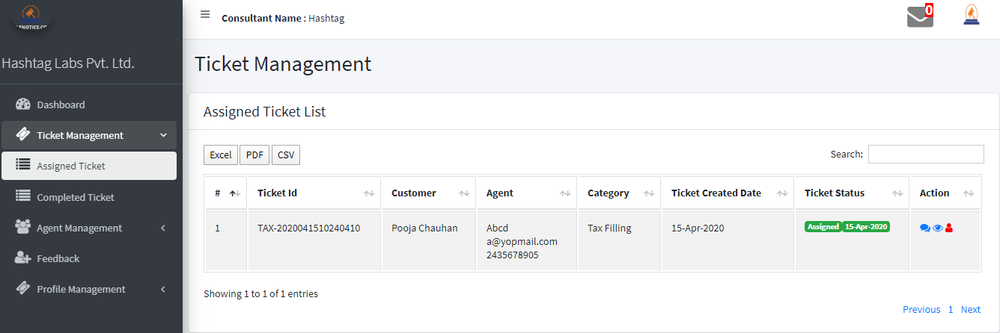 ENOTICE.CO
Consultant Name : Hashtag
0
Hashtag Labs Pvt. Ltd.
Dashboard
Ticket Management
Assigned Ticket
Completed Ticket
Agent Management
Feedback
Profile Management
Ticket Management
Assigned Ticket List
Excel PDF CSV
Search:
# Ticket Id Customer Agent Category Ticket Created Date Ticket Status Action
1 TAX-2020041510240410 Pooja Chauhan Abcd Tax Filling 15-Apr-2020 Assigned 15-Apr-2020
a@yopmail.com
2435678905
Showing 1 to 1 of 1 entries
Previous 1 Next